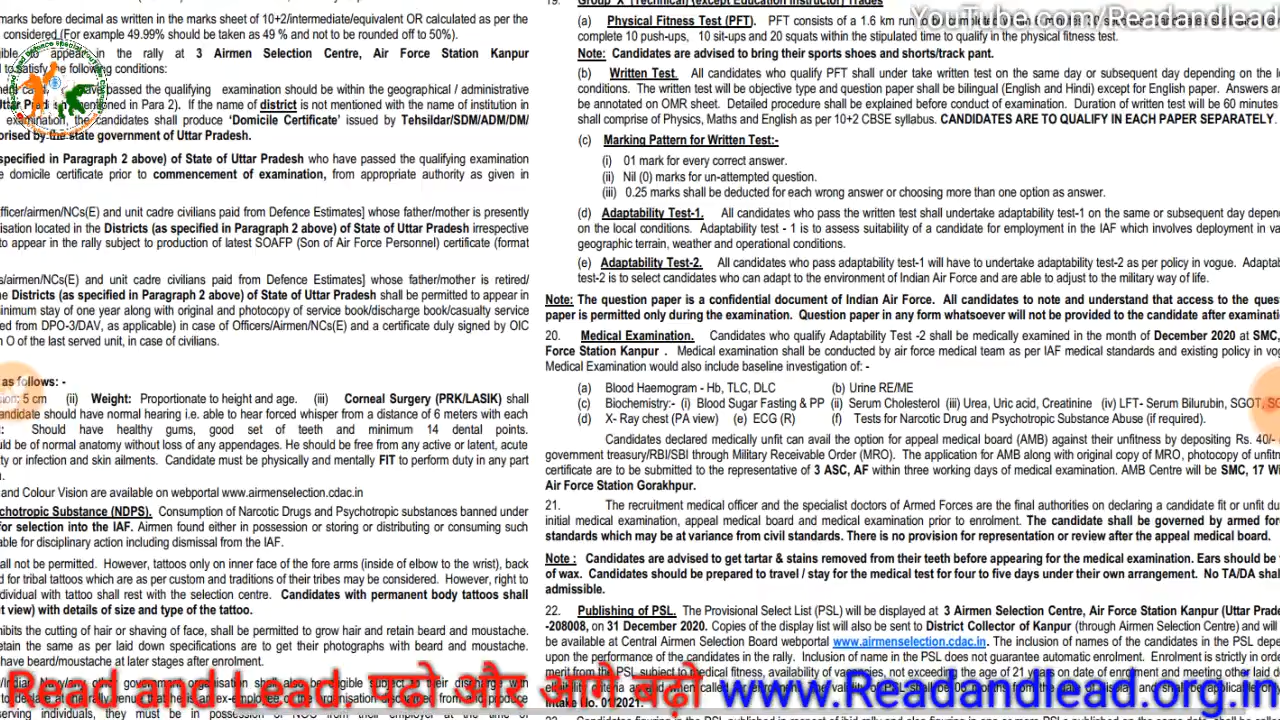 marks before decimal as written in the marks sheet of 10+2/intermediate/equivalent OR calculated as per the
considered (For example 49.99% should be taken as 49 % and not to be rounded off to 50%).
appear in the rally at 3 Airmen Selection Centre, Air Force Station Kanpur
to satisfy the following conditions:
passed the qualifying examination should be within the geographical / administrative
in Para 2). If the name of district is not mentioned with the name of institution in
examination, the candidates shall produce 'Domicile Certificate' issued by Tehsildar/SDM/ADM/DM/
by the state government of Uttar Pradesh.
specified in Paragraph 2 above) of State of Uttar Pradesh who have passed the qualifying examination
domicile certificate prior to commencement of examination, from appropriate authority as given in
officer/airmen/NCs(E) and unit cadre civilians paid from Defence Estimates] whose father/mother is presently
located in the Districts (as specified in Paragraph 2 above) of State of Uttar Pradesh irrespective
to appear in the rally subject to production of latest SOAFP (Son of Air Force Personnel) certificate (format
s/airmen/NCs(E) and unit cadre civilians paid from Defence Estimates] whose father/mother is retired/
Districts (as specified in Paragraph 2 above) of State of Uttar Pradesh shall be permitted to appear in
minimum stay of one year along with original and photocopy of service book/discharge book/casualty service
ed from DPO-3/DAV, as applicable) in case of Officers/Airmen/NCs(E) and a certificate duly signed by OIC
O of the last served unit, in case of civilians.
as follows: -
5 cm (ii) Weight: Proportionate to height and age. (iii) Corneal Surgery (PRK/LASIK) shall
andidate should have normal hearing i.e. able to hear forced whisper from a distance of 6 meters with each
Should have healthy gums, good set of teeth and minimum 14 dental points.
be of normal anatomy without loss of any appendages. He should be free from any active or latent, acute
or infection and skin ailments. Candidate must be physically and mentally FIT to perform duty in any part
and Colour Vision are available on webportal www.airmenselection.cdac.in
ychotropic Substance (NDPS). Consumption of Narcotic Drugs and Psychotropic substances banned under
for selection into the IAF. Airmen found either in possession or storing or distributing or consuming such
able for disciplinary action including dismissal from the IAF.
all not be permitted. However, tattoos only on inner face of the fore arms (inside of elbow to the wrist), back
d for tribal tattoos which are as per custom and traditions of their tribes may be considered. However, right to
dividual with tattoo shall rest with the selection centre. Candidates with permanent body tattoos shall
t view) with details of size and type of the tattoo.
hibits the cutting of hair or shaving of face, shall be permitted to grow hair and retain beard and moustache.
etain the same as per laid down specifications are to get their photographs with beard and moustache.
have beard/moustache at later stages after enrolment.
government organisation shall also be eligible subject to their discharge with
serving individuals, they must be in possession of NOC from their employer at the time of
19. Group 'X' (Technical) (except Education Instructor) Trades
(a) Physical Fitness Test (PFT). PFT consists of a 1.6 km run
complete 10 push-ups, 10 sit-ups and 20 squats within the stipulated time to qualify in the physical fitness test.
Note: Candidates are advised to bring their sports shoes and shorts/track pant.
(b) Written Test. All candidates who qualify PFT shall under take written test on the same day or subsequent day depending on the lo
conditions. The written test will be objective type and question paper shall be bilingual (English and Hindi) except for English paper. Answers ar
be annotated on OMR sheet. Detailed procedure shall be explained before conduct of examination. Duration of written test will be 60 minutes
shall comprise of Physics, Maths and English as per 10+2 CBSE syllabus. CANDIDATES ARE TO QUALIFY IN EACH PAPER SEPARATELY.
(c) Marking Pattern for Written Test:-
(i) 01 mark for every correct answer.
(ii) Nil (0) marks for un-attempted question.
(iii) 0.25 marks shall be deducted for each wrong answer or choosing more than one option as answer.
(d) Adaptability Test-1. All candidates who pass the written test shall undertake adaptability test-1 on the same or subsequent day depen
on the local conditions. Adaptability test - 1 is to assess suitability of a candidate for employment in the IAF which involves deployment in va
geographic terrain, weather and operational conditions.
(e) Adaptability Test-2. All candidates who pass adaptability test-1 will have to undertake adaptability test-2 as per policy in vogue. Adaptab
test-2 is to select candidates who can adapt to the environment of Indian Air Force and are able to adjust to the military way of life.
Note: The question paper is a confidential document of Indian Air Force. All candidates to note and understand that access to the ques
paper is permitted only during the examination. Question paper in any form whatsoever will not be provided to the candidate after examinati
20. Medical Examination. Candidates who qualify Adaptability Test -2 shall be medically examined in the month of December 2020 at SMC,
Force Station Kanpur . Medical examination shall be conducted by air force medical team as per IAF medical standards and existing policy in vog
Medical Examination would also include baseline investigation of: -
(a) Blood Haemogram - Hb, TLC, DLC (b) Urine RE/ME
(c) Biochemistry:- (i) Blood Sugar Fasting & PP (ii) Serum Cholesterol (iii) Urea, Uric acid, Creatinine (iv) LFT- Serum Bilurubin, SGOT, SG
(d) X- Ray chest (PA view) (e) ECG (R) (f) Tests for Narcotic Drug and Psychotropic Substance Abuse (if required).
Candidates declared medically unfit can avail the option for appeal medical board (AMB) against their unfitness by depositing Rs. 40/-
government treasury/RBI/SBI through Military Receivable Order (MRO). The application for AMB along with original copy of MRO, photocopy of unfitn
certificate are to be submitted to the representative of 3 ASC, AF within three working days of medical examination. AMB Centre will be SMC, 17 Wi
Air Force Station Gorakhpur.
21. The recruitment medical officer and the specialist doctors of Armed Forces are the final authorities on declaring a candidate fit or unfit du
initial medical examination, appeal medical board and medical examination prior to enrolment. The candidate shall be governed by armed for
standards which may be at variance from civil standards. There is no provision for representation or review after the appeal medical board.
Note : Candidates are advised to get tartar & stains removed from their teeth before appearing for the medical examination. Ears should be
of wax. Candidates should be prepared to travel / stay for the medical test for four to five days under their own arrangement. No TA/DA shal
admissible.
22. Publishing of PSL. The Provisional Select List (PSL) will be displayed at 3 Airmen Selection Centre, Air Force Station Kanpur (Uttar Prade
-208008, on 31 December 2020. Copies of the display list will also be sent to District Collector of Kanpur (through Airmen Selection Centre) and will
be available at Central Airmen Selection Board webportal www.airmenselection.cdac.in. The inclusion of names of the candidates in the PSL depe
upon the performance of the candidates in the rally. Inclusion of name in the PSL does not guarantee automatic enrolment. Enrolment is strictly in orde
merit from the PSL subject to medical fitness, availability of vacancies, not exceeding the age of 21 years on date of enrolment and meeting other laid d
Intake No. 01/2021.
YouTube.com/ReadandLead
Read and Lead पढ़ो और आगे बढ़ो